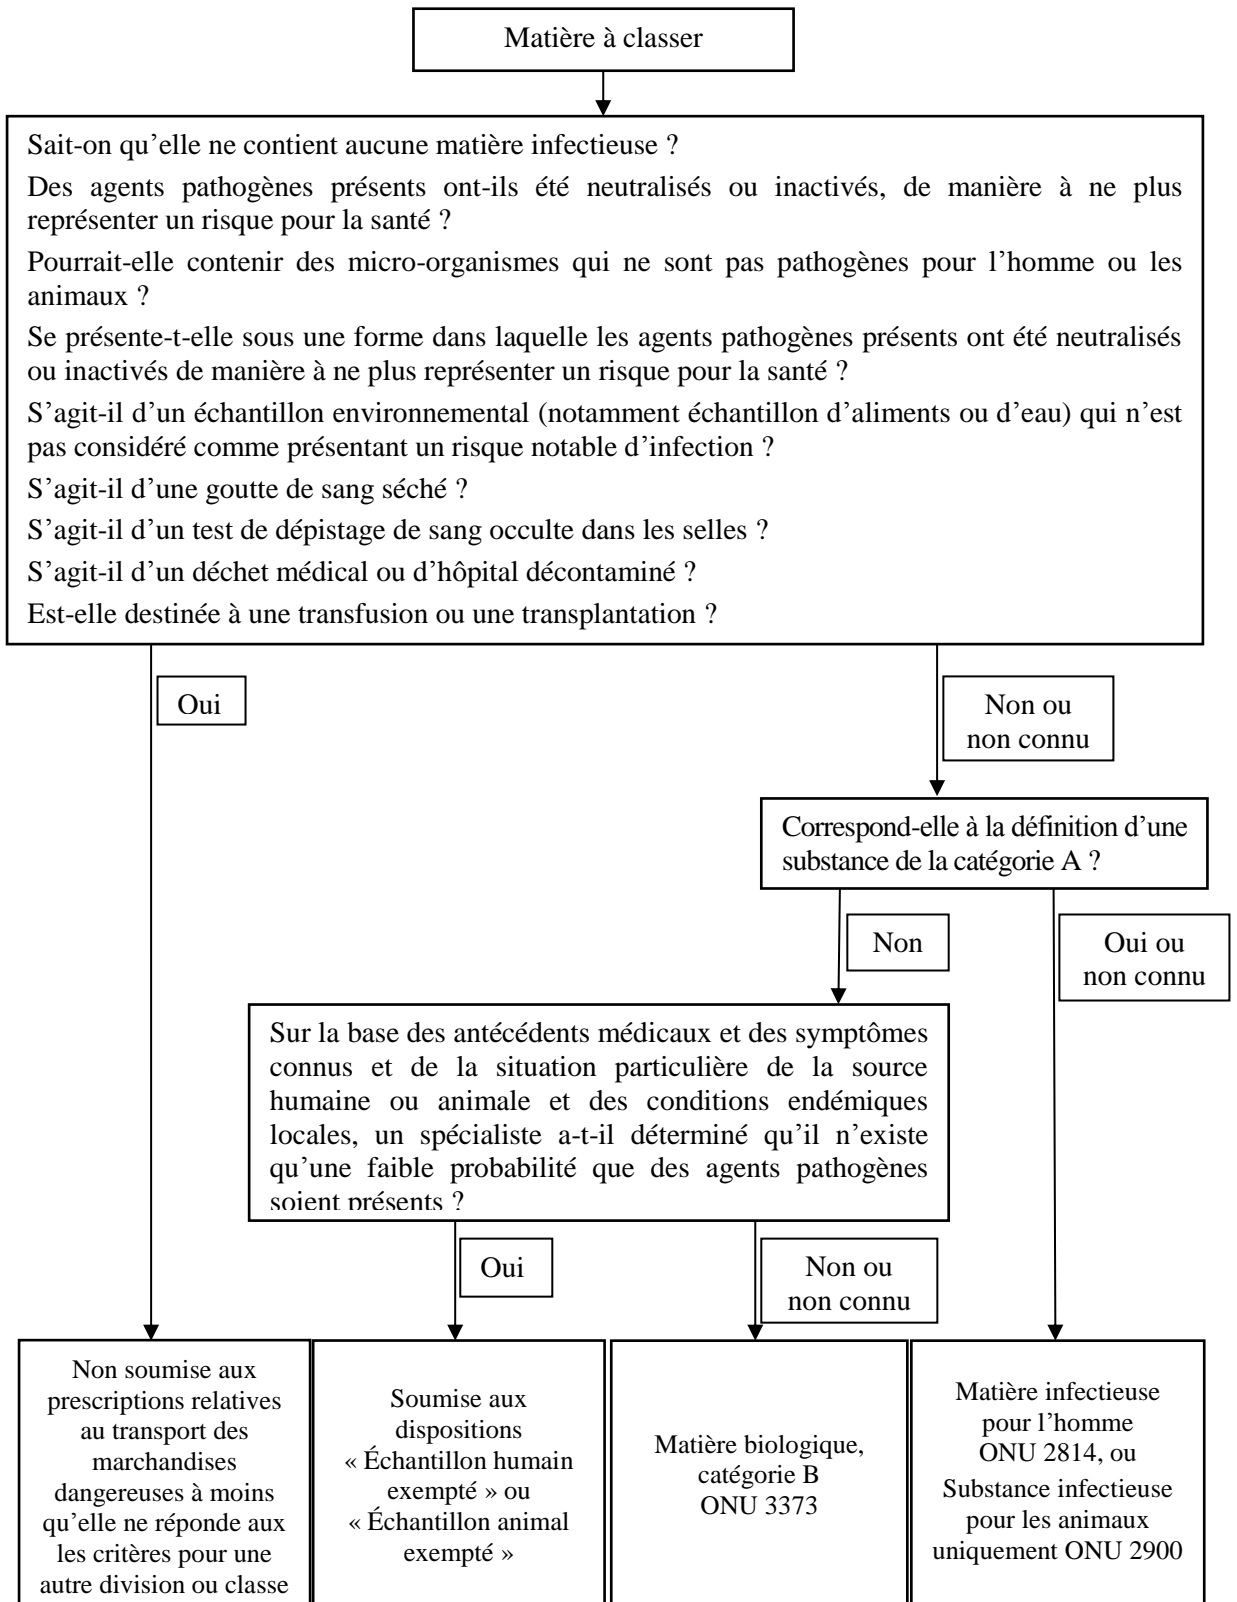 Matière à classer
Sait-on qu’elle ne contient aucune matière infectieuse ?
Des agents pathogènes présents ont-ils été neutralisés ou inactivés, de manière à ne plus
représenter un risque pour la santé ?
Pourrait-elle contenir des micro-organismes qui ne sont pas pathogènes pour l’homme ou les
animaux ?
Se présente-t-elle sous une forme dans laquelle les agents pathogènes présents ont été neutralisés
ou inactivés de manière à ne plus représenter un risque pour la santé ?
S’agit-il d’un échantillon environnemental (notamment échantillon d’aliments ou d’eau) qui n’est
pas considéré comme présentant un risque notable d’infection ?
S’agit-il d’une goutte de sang séché ?
S’agit-il d’un test de dépistage de sang occulte dans les selles ?
S’agit-il d’un déchet médical ou d’hôpital décontaminé ?
Est-elle destinée à une transfusion ou une transplantation ?
Oui
Non ou
non connu
Correspond-elle à la définition d’une
substance de la catégorie A ?
Non
Oui ou
non connu
Sur la base des antécédents médicaux et des symptômes
connus et de la situation particulière de la source
humaine ou animale et des conditions endémiques
locales, un spécialiste a-t-il déterminé qu’il n’existe
qu’une faible probabilité que des agents pathogènes
soient présents ?
Oui
Non ou
non connu
Non soumise aux
prescriptions relatives
au transport des
marchandises
dangereuses à moins
qu’elle ne réponde aux
les critères pour une
autre division ou classe
Soumise aux
dispositions
« Échantillon humain
exempté » ou
« Échantillon animal
exempté »
Matière biologique,
catégorie B
ONU 3373
Matière infectieuse
pour l’homme
ONU 2814, ou
Substance infectieuse
pour les animaux
uniquement ONU 2900